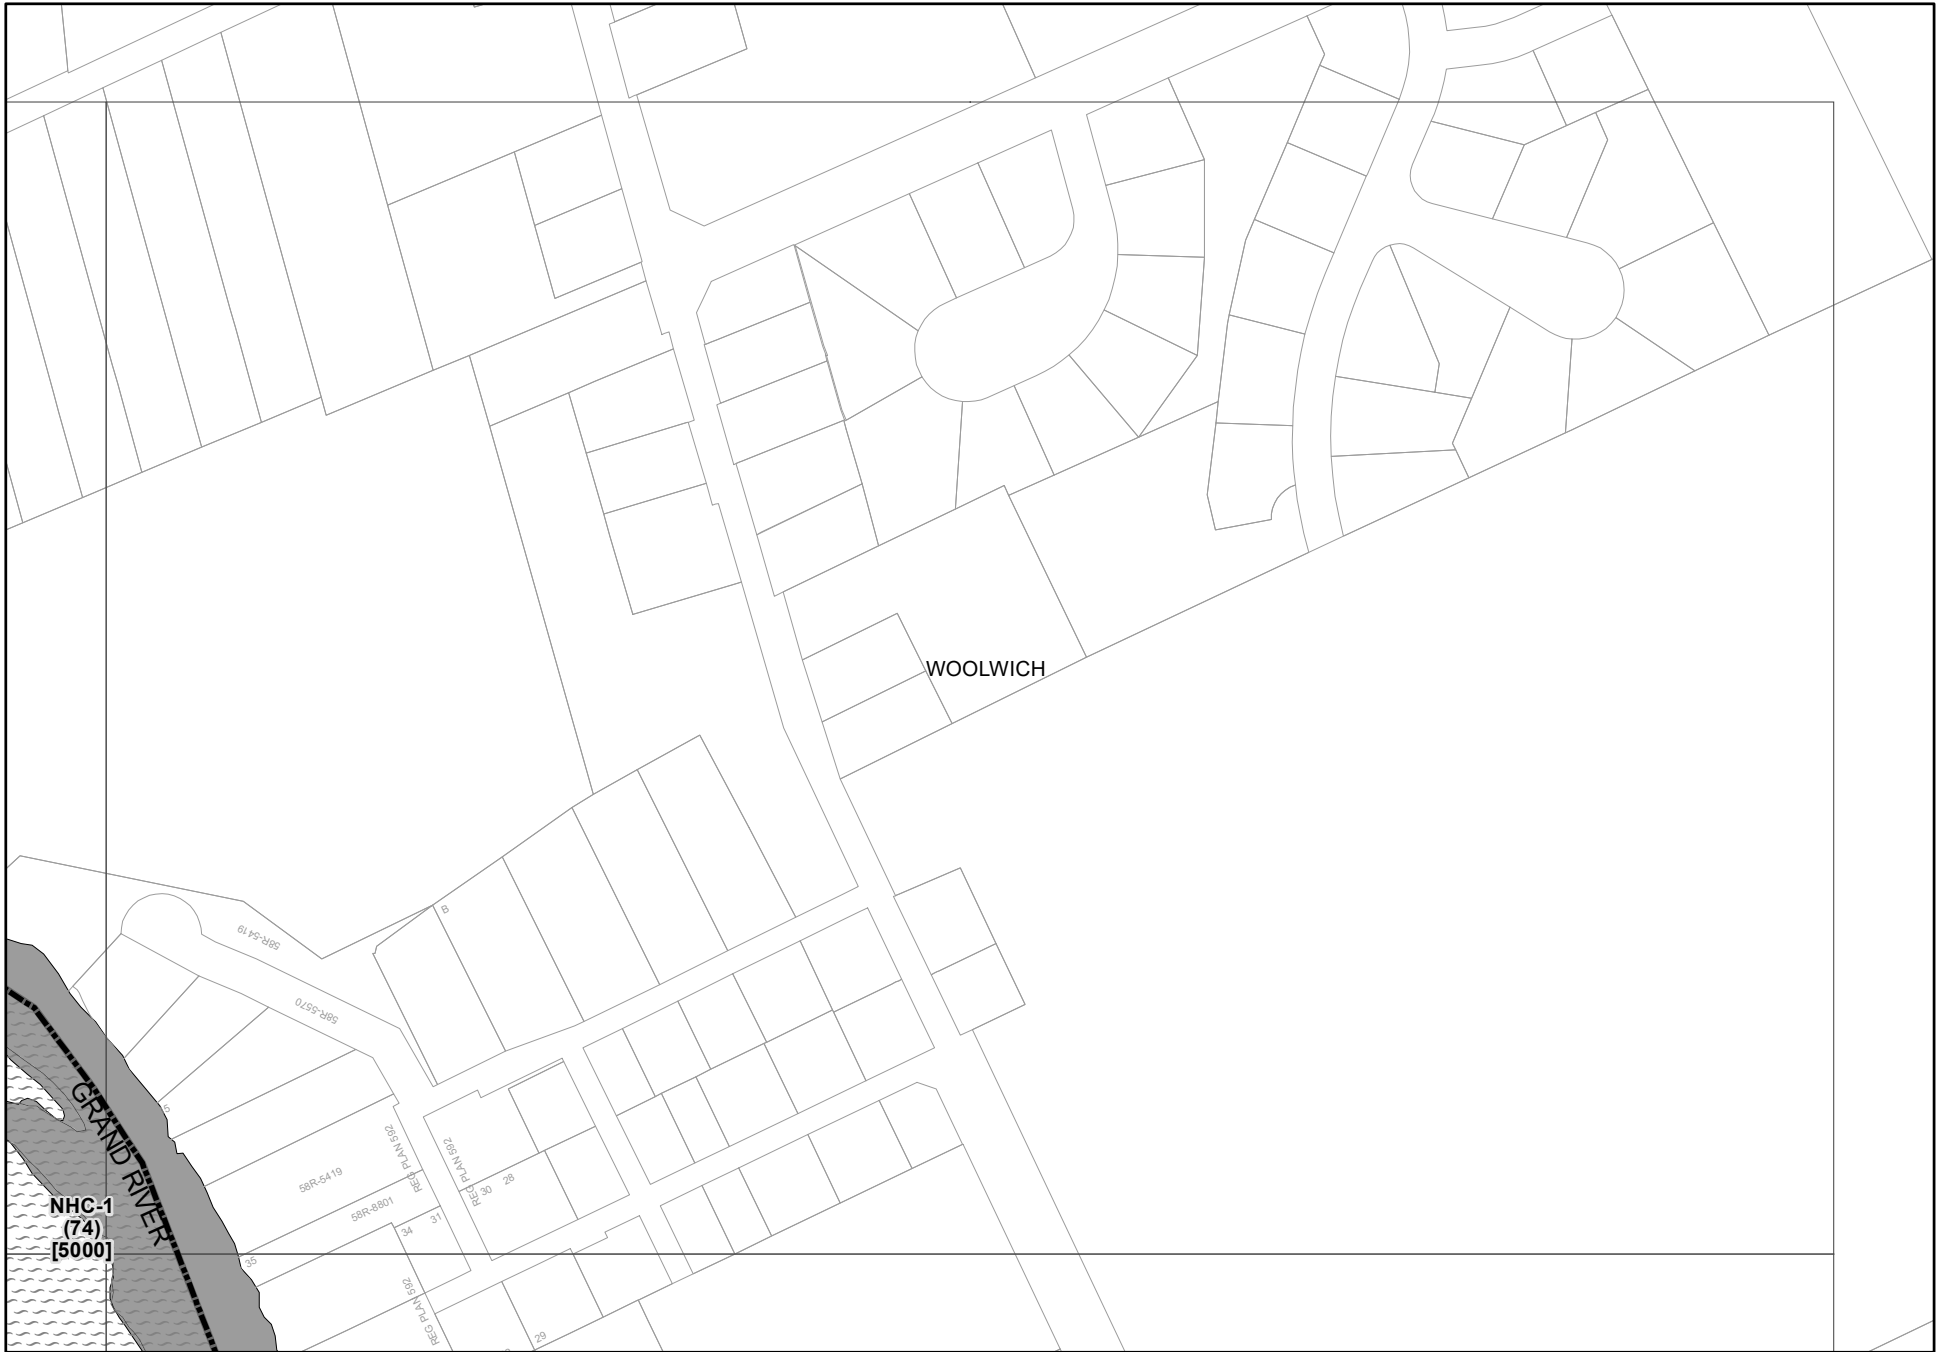 WOOLWICH
B
58R-5419
58R-5570
GRAND RIVER
5
REG PLAN 592
REG PLAN 592
58R-5419
30
28
58R-8801
34
31
NHC-1
(74)
[5000]
35
REG PLAN 592
29